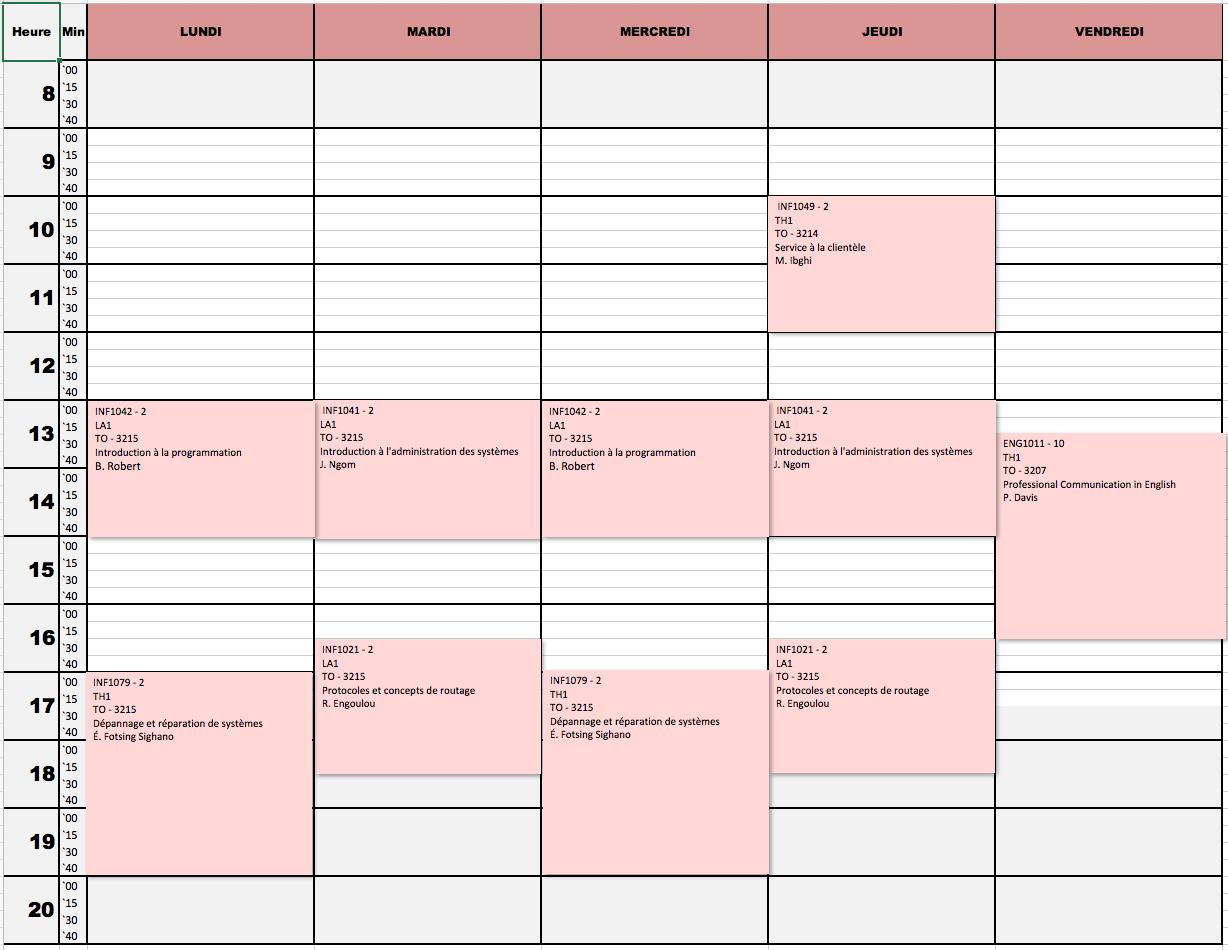 Heure Min LUNDI MARDI MERCREDI JEUDI VENDREDI
8
`00
`15
`30
`40
9
`00
`15
`30
`40
10
`00
`15
`30
`40
INF1049 - 2
TH1
TO - 3214
Service à la clientèle
M. Ibghi
11
`00
`15
`30
`40
12
`00
`15
`30
`40
13
`00
`15
`30
`40
INF1042 - 2
LA1
TO - 3215
Introduction à la programmation
B. Robert
INF1041 - 2
LA1
TO - 3215
Introduction à l'administration des systèmes
J. Ngom
INF1042 - 2
LA1
TO - 3215
Introduction à la programmation
B. Robert
INF1041 - 2
LA1
TO - 3215
Introduction à l'administration des systèmes
J. Ngom
ENG1011 - 10
TH1
TO - 3207
Professional Communication in English
P. Davis
14
`00
`15
`30
`40
15
`00
`15
`30
`40
16
`00
`15
`30
`40
INF1021 - 2
LA1
TO - 3215
Protocoles et concepts de routage
R. Engoulou
INF1021 - 2
LA1
TO - 3215
Protocoles et concepts de routage
R. Engoulou
17
`00
`15
`30
`40
INF1079 - 2
TH1
TO - 3215
Dépannage et réparation de systèmes
É. Fotsing Sighano
INF1079 - 2
TH1
TO - 3215
Dépannage et réparation de systèmes
É. Fotsing Sighano
18
`00
`15
`30
`40
19
`00
`15
`30
`40
20
`00
`15
`30
`40